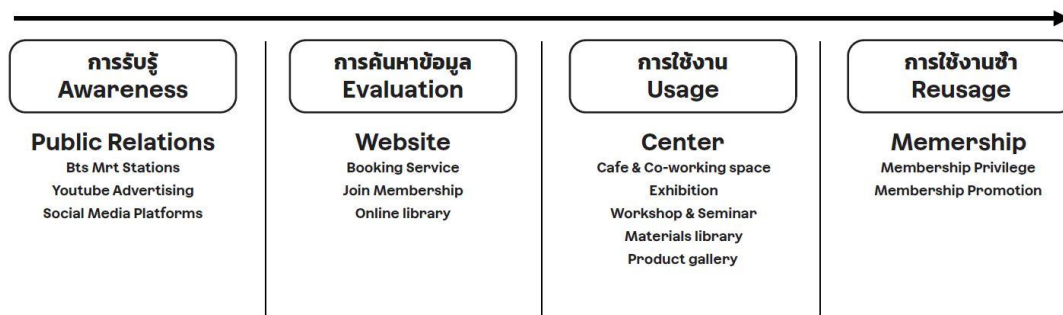 การรับรู้
Awareness
Public Relations
Bts Mrt Stations
Youtube Advertising
Social Media Platforms
การค้นหาข้อมูล
Evaluation
Website
Booking Service
Join Membership
Online library
การใช้งาน
Usage
Center
Cafe & Co-working space
Exhibition
Workshop & Seminar
Materials library
Product gallery
การใช้งานซ้ำ
Reusage
Memership
Membership Privilege
Membership Promotion